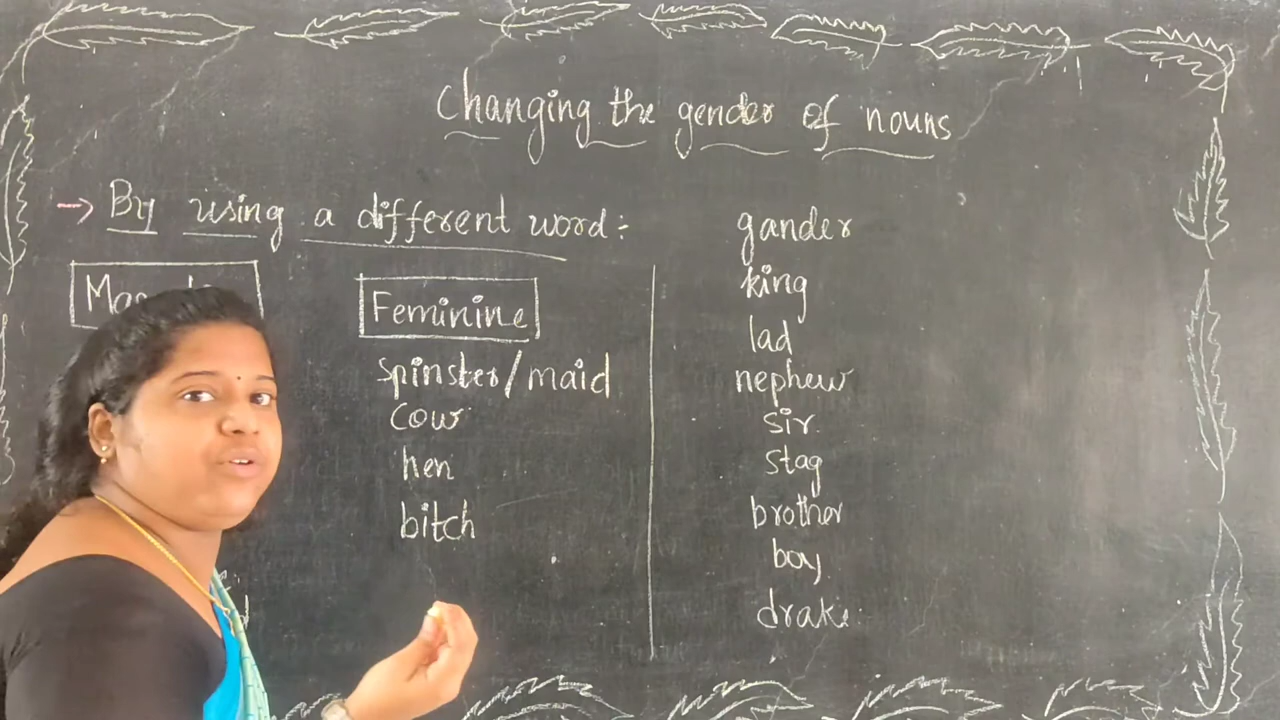 Changing the gender of nouns
→ By using a different word:
Feminine
spinster/maid
cow
hen
bitch
gander
king
lad
nephew
sir
stag
brother
boy
drake